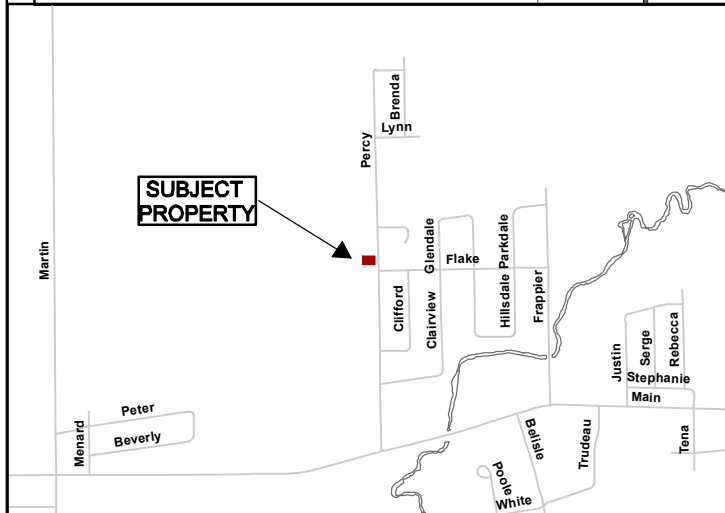 Brenda
Lynn
Percy
SUBJECT
PROPERTY
Martin
Glendale
Flake
Parkdale
Hillsdale
Frappier
Clifford
Clairview
Justin
Serge
Rebecca
Stephanie
Main
Peter
Beverly
Menard
Belisle
Trudeau
Tena
Poole
White